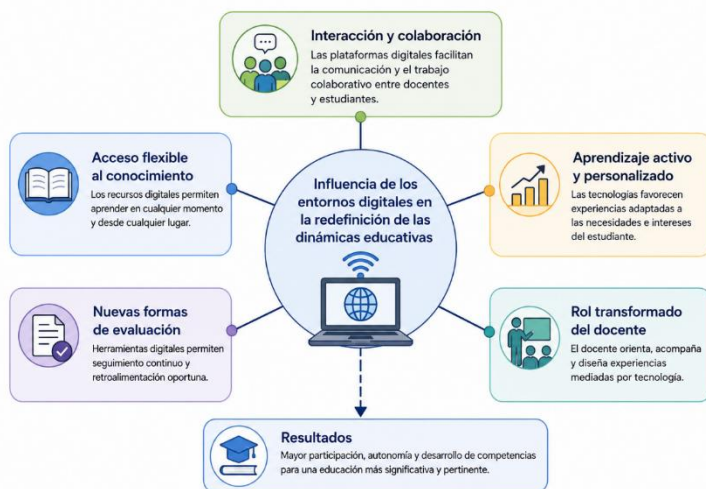 Interacción y colaboración
Las plataformas digitales facilitan
la comunicación y el trabajo
colaborativo entre docentes
y estudiantes.
Acceso flexible
al conocimiento
Los recursos digitales permiten
aprender en cualquier momento
y desde cualquier lugar.
Influencia de los
entornos digitales en
la redefinición de las
dinámicas educativas
Aprendizaje activo
y personalizado
Las tecnologías favorecen
experiencias adaptadas a
las necesidades e intereses
del estudiante.
Nuevas formas
de evaluación
Herramientas digitales permiten
seguimiento continuo y
retroalimentación oportuna.
Rol transformado
del docente
El docente orienta, acompaña
y diseña experiencias
mediadas por tecnología.
Resultados
Mayor participación, autonomía y desarrollo de competencias
para una educación más significativa y pertinente.